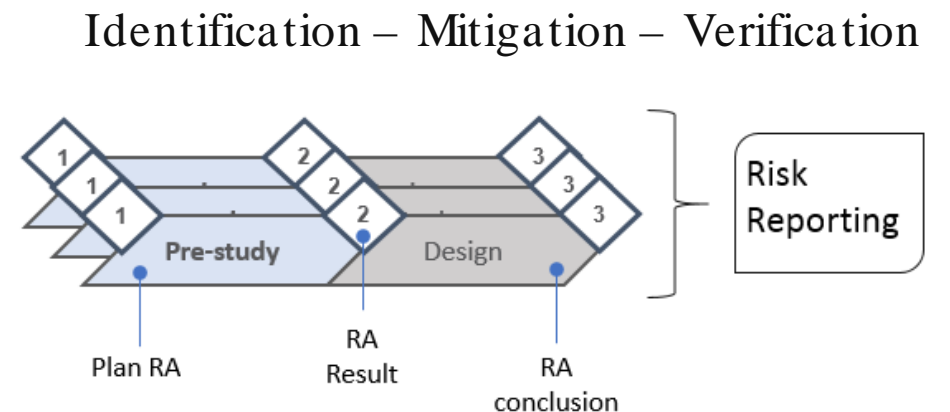 Identification – Mitigation – Verification
1 2 3
1 2 3
1 2 3
Pre-study Design
Risk
Reporting
Plan RA
RA
Result
RA
conclusion